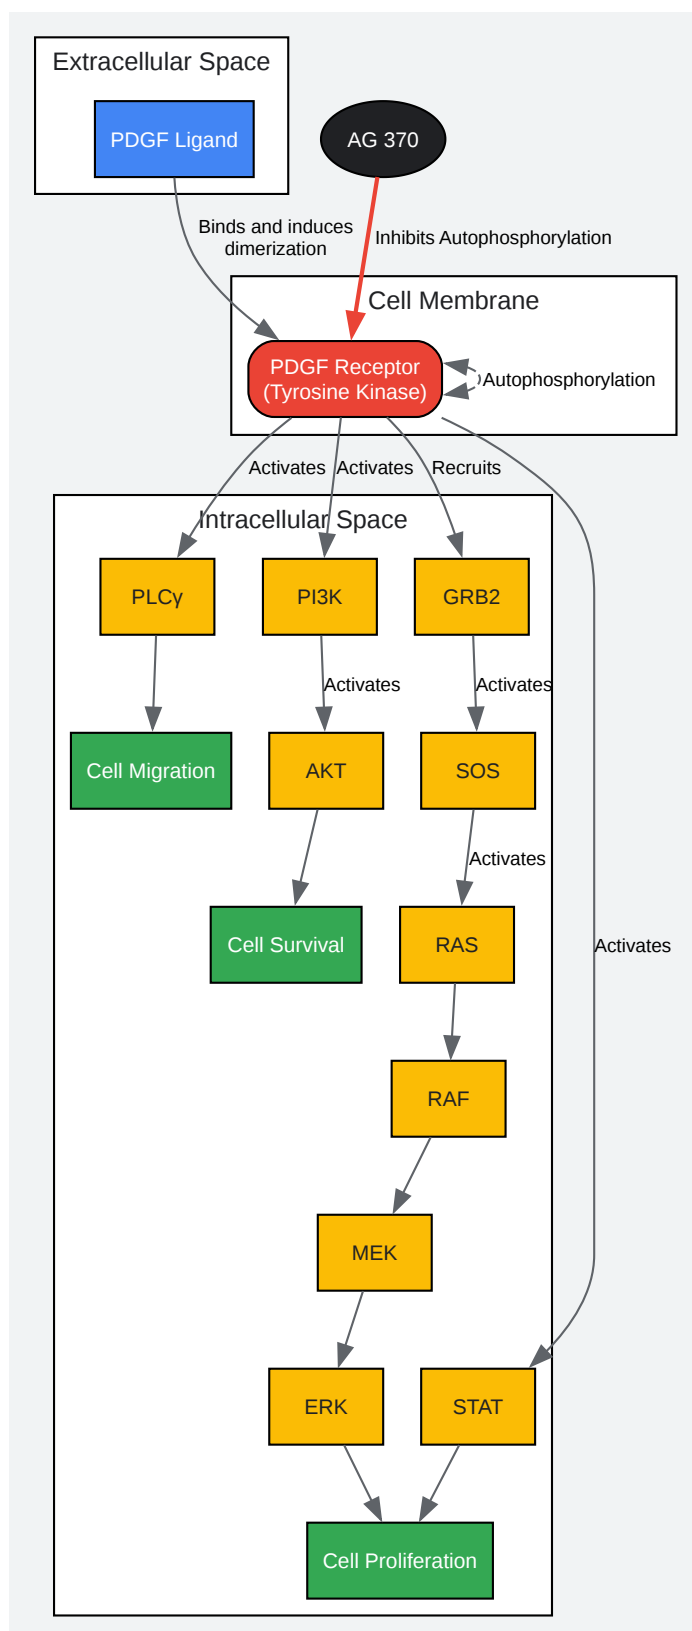 Extracellular Space
PDGF Ligand
AG 370
Binds and induces
dimerization
Inhibits Autophosphorylation
Cell Membrane
PDGF Receptor
(Tyrosine Kinase)
Autophosphorylation
Activates
Activates
Recruits
Intracellular Space
PLCγ
PI3K
GRB2
Activates
Activates
Cell Migration
AKT
SOS
Activates
Cell Survival
RAS
Activates
RAF
MEK
ERK
STAT
Cell Proliferation